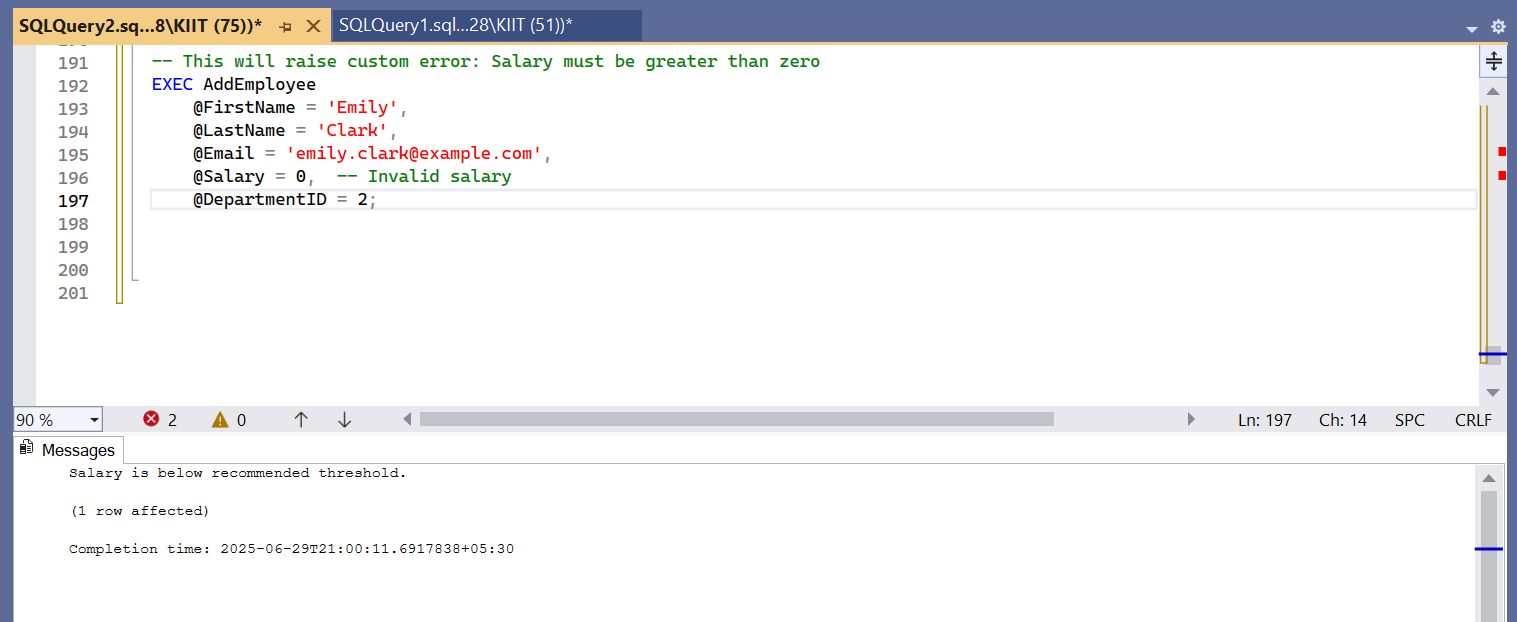 SQLQuery2.sq...8\KIIT (75))* SQLQuery1.sql...28\KIIT (51))*
191 -- This will raise custom error: Salary must be greater than zero
192 EXEC AddEmployee
193 @FirstName = 'Emily',
194 @LastName = 'Clark',
195 @Email = 'emily.clark@example.com',
196 @Salary = 0, -- Invalid salary
197 @DepartmentID = 2;
198
199
200
201
90 % 2 0 Ln: 197 Ch: 14 SPC CRLF
Messages
Salary is below recommended threshold.
(1 row affected)
Completion time: 2025-06-29T21:00:11.6917838+05:30